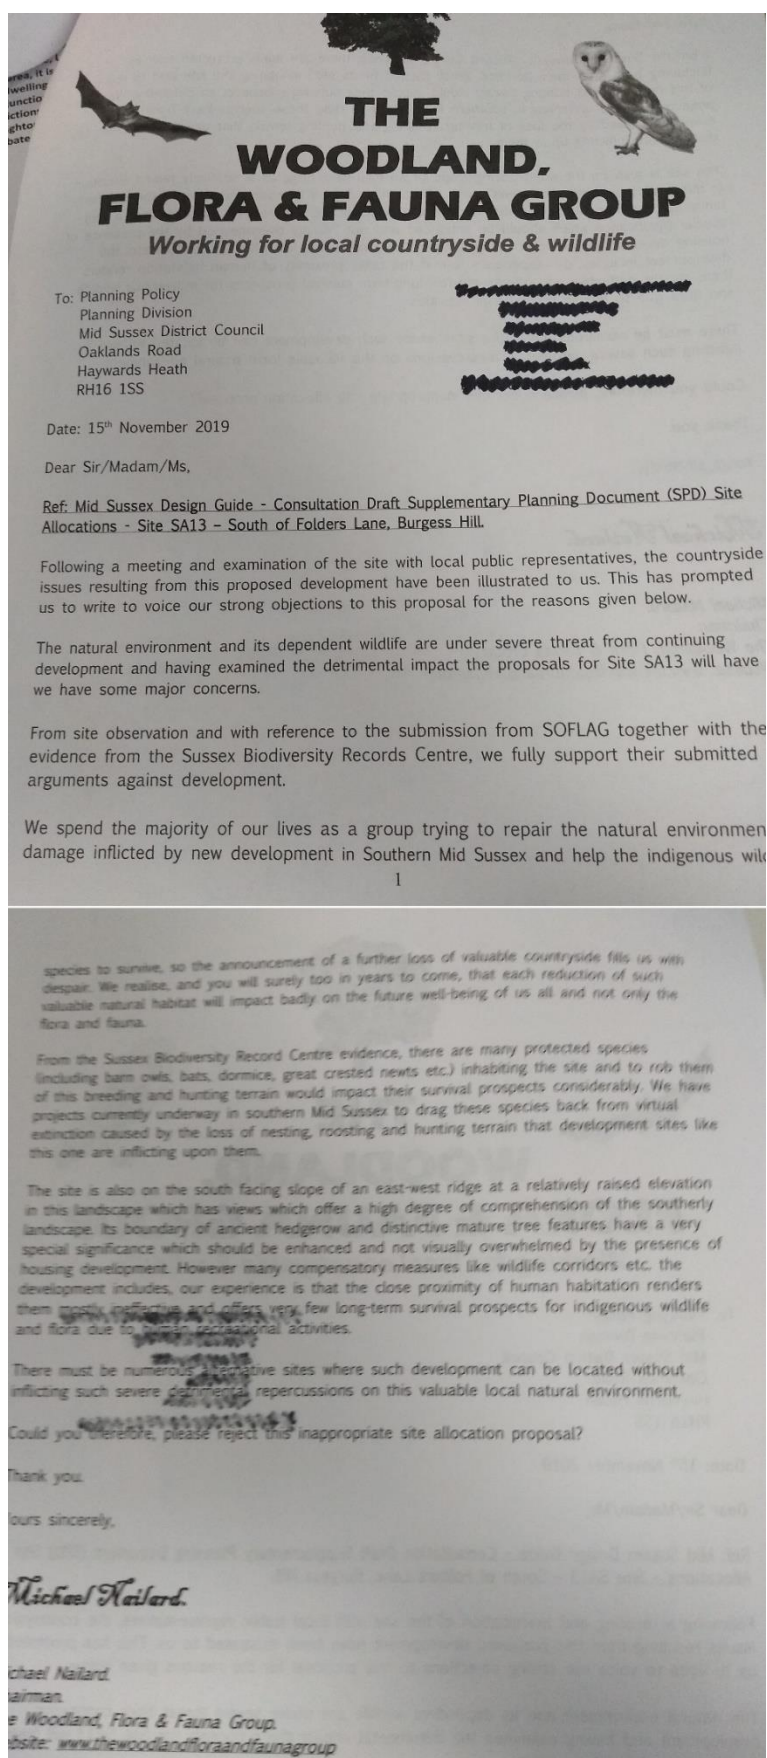 THE
WOODLAND,
FLORA & FAUNA GROUP
Working for local countryside & wildlife
To: Planning Policy
Planning Division
Mid Sussex District Council
Oaklands Road
Haywards Heath
RH16 1SS
Date: 15th November 2019
Dear Sir/Madam/Ms,
Ref: Mid Sussex Design Guide - Consultation Draft Supplementary Planning Document (SPD) Site
Allocations - Site SA13 – South of Folders Lane, Burgess Hill.
Following a meeting and examination of the site with local public representatives, the countryside
issues resulting from this proposed development have been illustrated to us. This has prompted
us to write to voice our strong objections to this proposal for the reasons given below.
The natural environment and its dependent wildlife are under severe threat from continuing
development and having examined the detrimental impact the proposals for Site SA13 will have
we have some major concerns.
From site observation and with reference to the submission from SOFLAG together with the
evidence from the Sussex Biodiversity Records Centre, we fully support their submitted
arguments against development.
We spend the majority of our lives as a group trying to repair the natural environmen
damage inflicted by new development in Southern Mid Sussex and help the indigenous wil
1
species to survive, so the announcement of a further loss of valuable countryside fills us with
despair. We realise, and you will surely too in years to come, that each reduction of such
valuable natural habitat will impact badly on the future well-being of us all and not only the
flora and fauna.
From the Sussex Biodiversity Record Centre evidence, there are many protected species
(including barn owls, bats, dormice, great crested newts etc.) inhabiting the site and to rob them
of this breeding and hunting terrain would impact their survival prospects considerably. We have
projects currently underway in southern Mid Sussex to drag these species back from virtual
extinction caused by the loss of nesting, roosting and hunting terrain that development sites like
this one are inflicting upon them.
The site is also on the south facing slope of an east-west ridge at a relatively raised elevation
in this landscape which has views which offer a high degree of comprehension of the southerly
landscape. Its boundary of ancient hedgerow and distinctive mature tree features have a very
special significance which should be enhanced and not visually overwhelmed by the presence of
housing development. However many compensatory measures like wildlife corridors etc. the
development includes, our experience is that the close proximity of human habitation renders
them mostly ineffective and offers very few long-term survival prospects for indigenous wildlife
and flora due to human recreational activities.
There must be numerous alternative sites where such development can be located without
inflicting such severe detrimental repercussions on this valuable local natural environment.
Could you therefore, please reject this inappropriate site allocation proposal?
Thank you.
ours sincerely,
Michael Nailard.
ichael Nailard.
airman.
e Woodland, Flora & Fauna Group.
bsite: www.thewoodlandfloraandfaunagroup